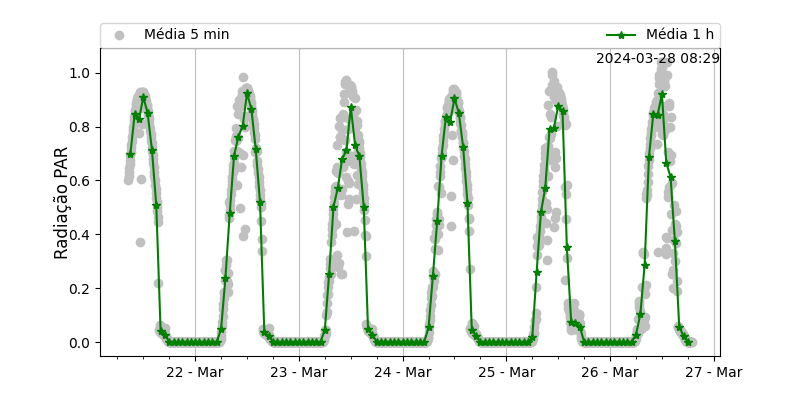 Média 5 min
Média 1 h
2024-03-28 08:29
Radiação PAR
1.0
0.8
0.6
0.4
0.2
0.0
22 - Mar
23 - Mar
24 - Mar
25 - Mar
26 - Mar
27 - Mar